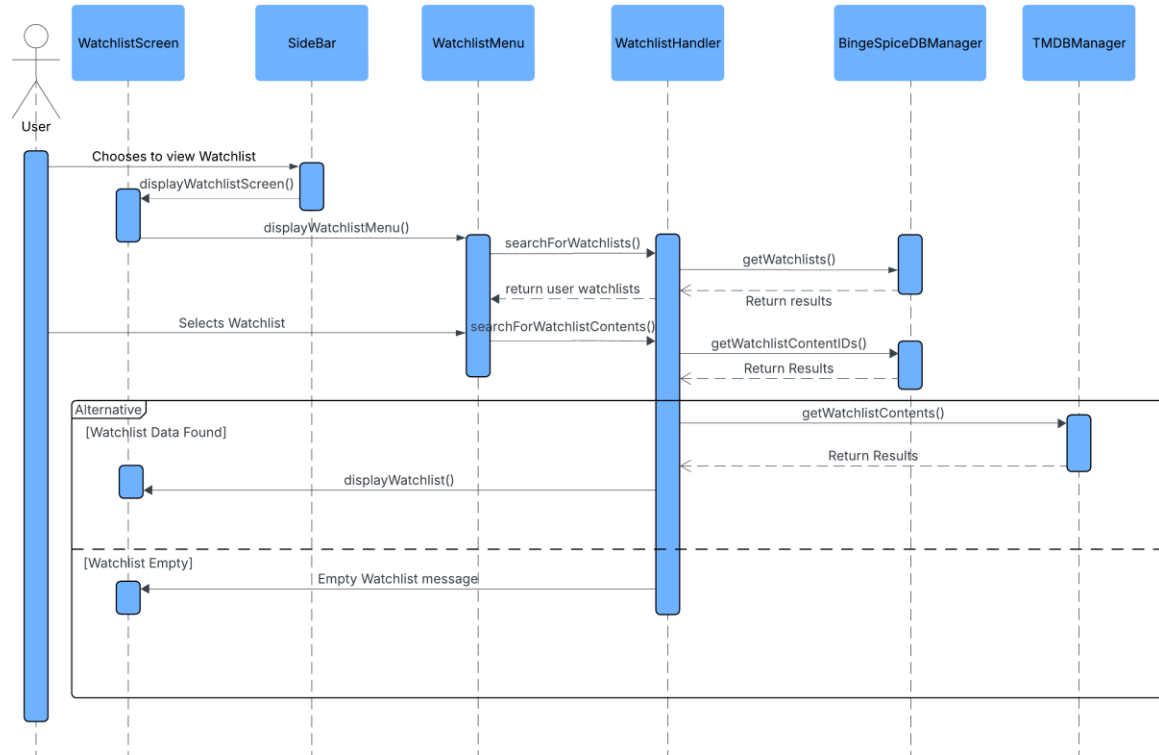 WatchlistScreen
SideBar
WatchlistMenu
WatchlistHandler
BingeSpiceDBManager
TMDBManager
User
Chooses to view Watchlist
displayWatchlistScreen()
displayWatchlistMenu()
searchForWatchlists()
getWatchlists()
return user watchlists
Return results
Selects Watchlist
searchForWatchlistContents()
getWatchlistContentIDs()
Return Results
Alternative
getWatchlistContents()
[Watchlist Data Found]
Return Results
displayWatchlist()
[Watchlist Empty]
Empty Watchlist message